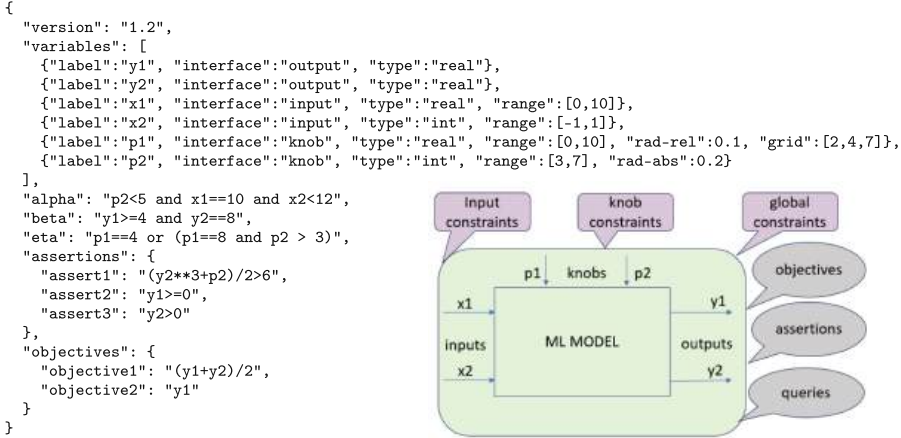 {
  "version": "1.2",
  "variables": [
    {"label":"y1", "interface":"output", "type":"real"},
    {"label":"y2", "interface":"output", "type":"real"},
    {"label":"x1", "interface":"input", "type":"real", "range":[0,10]},
    {"label":"x2", "interface":"input", "type":"int", "range":[-1,1]},
    {"label":"p1", "interface":"knob", "type":"real", "range":[0,10], "rad-rel":0.1, "grid":[2,4,7]},
    {"label":"p2", "interface":"knob", "type":"int", "range":[3,7], "rad-abs":0.2}
  ],
  "alpha": "p2<5 and x1==10 and x2<12",
  "beta": "y1>=4 and y2==8",
  "eta": "p1==4 or (p1==8 and p2 > 3)",
  "assertions": {
    "assert1": "(y2**3+p2)/2>6",
    "assert2": "y1>=0",
    "assert3": "y2>0"
  },
  "objectives": {
    "objective1": "(y1+y2)/2",
    "objective2": "y1"
  }
}
Input
constraints
knob
constraints
global
constraints
p1 knobs p2
objectives
x1
y1
assertions
inputs
ML MODEL
outputs
x2
y2
queries